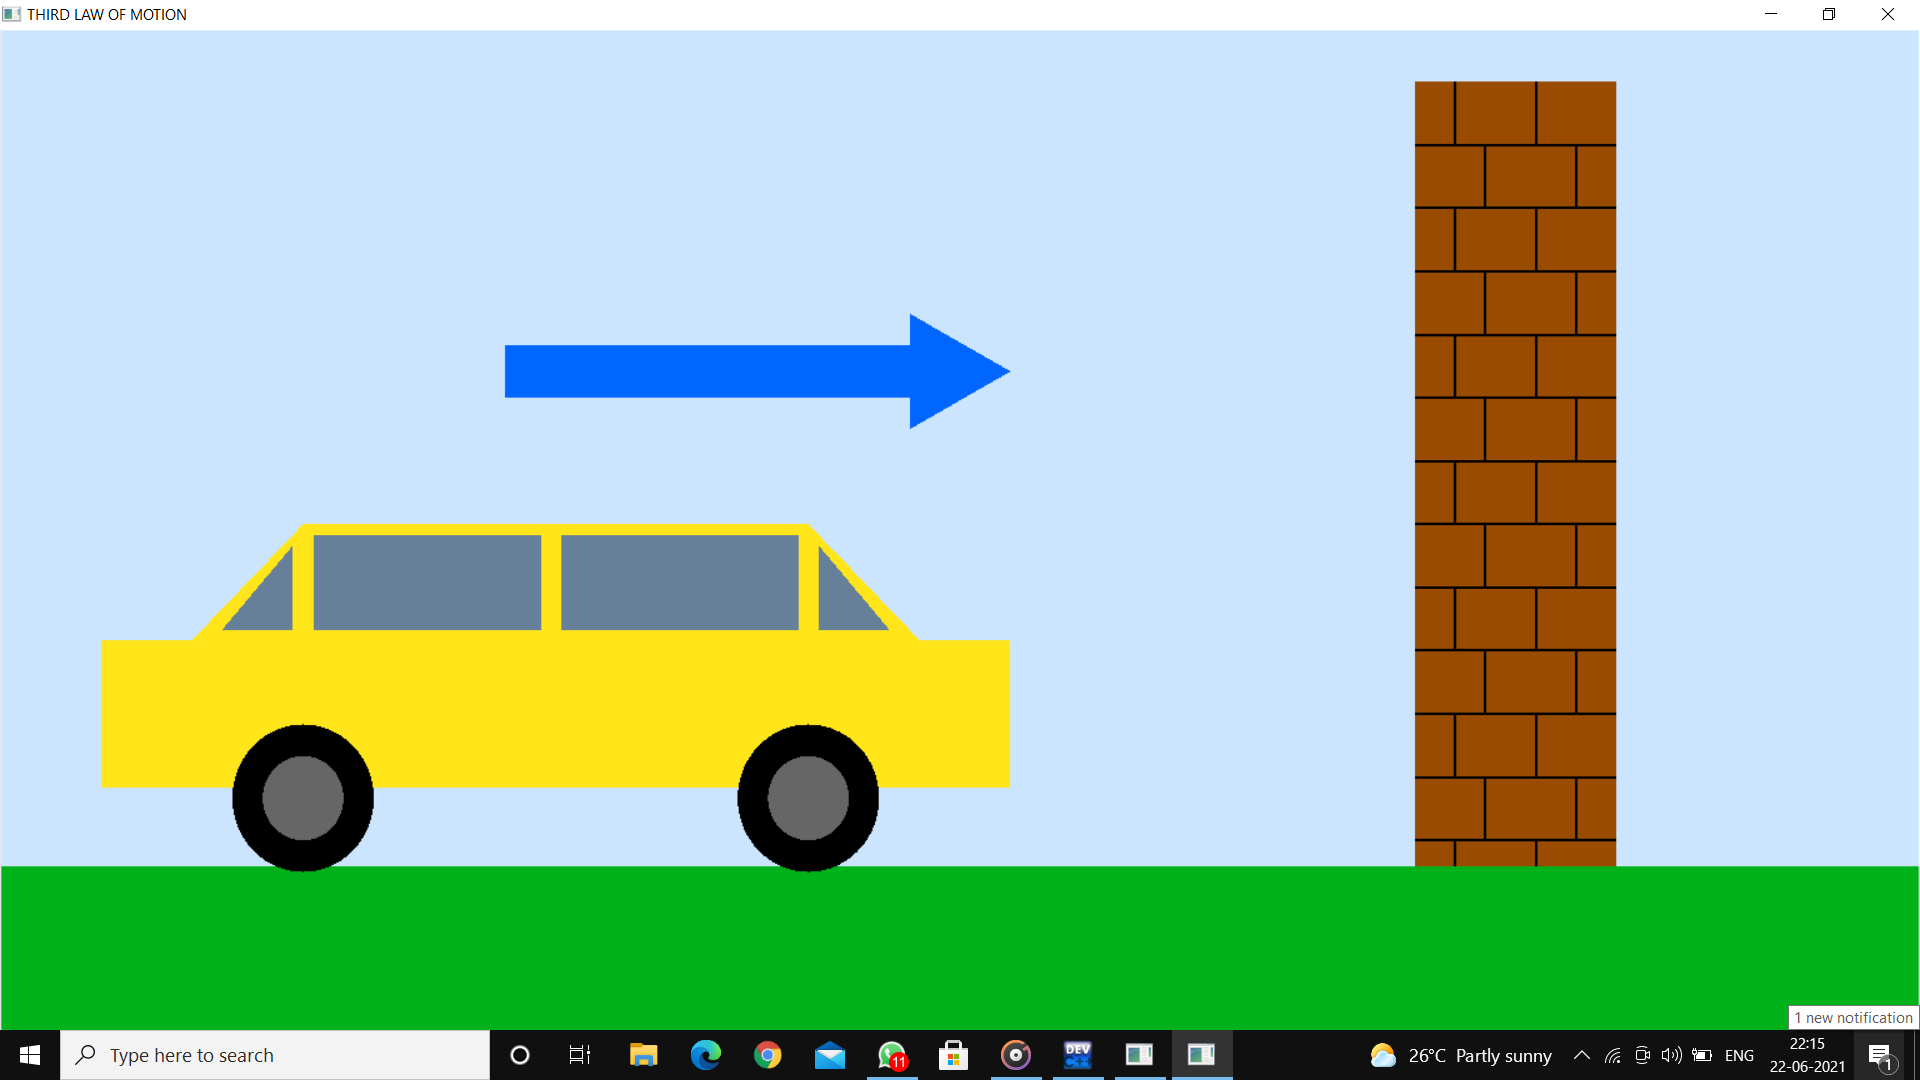 THIRD LAW OF MOTION
1 new notification
Type here to search
11
DEV
C++
26°C Partly sunny
ENG
22:15
22-06-2021
1